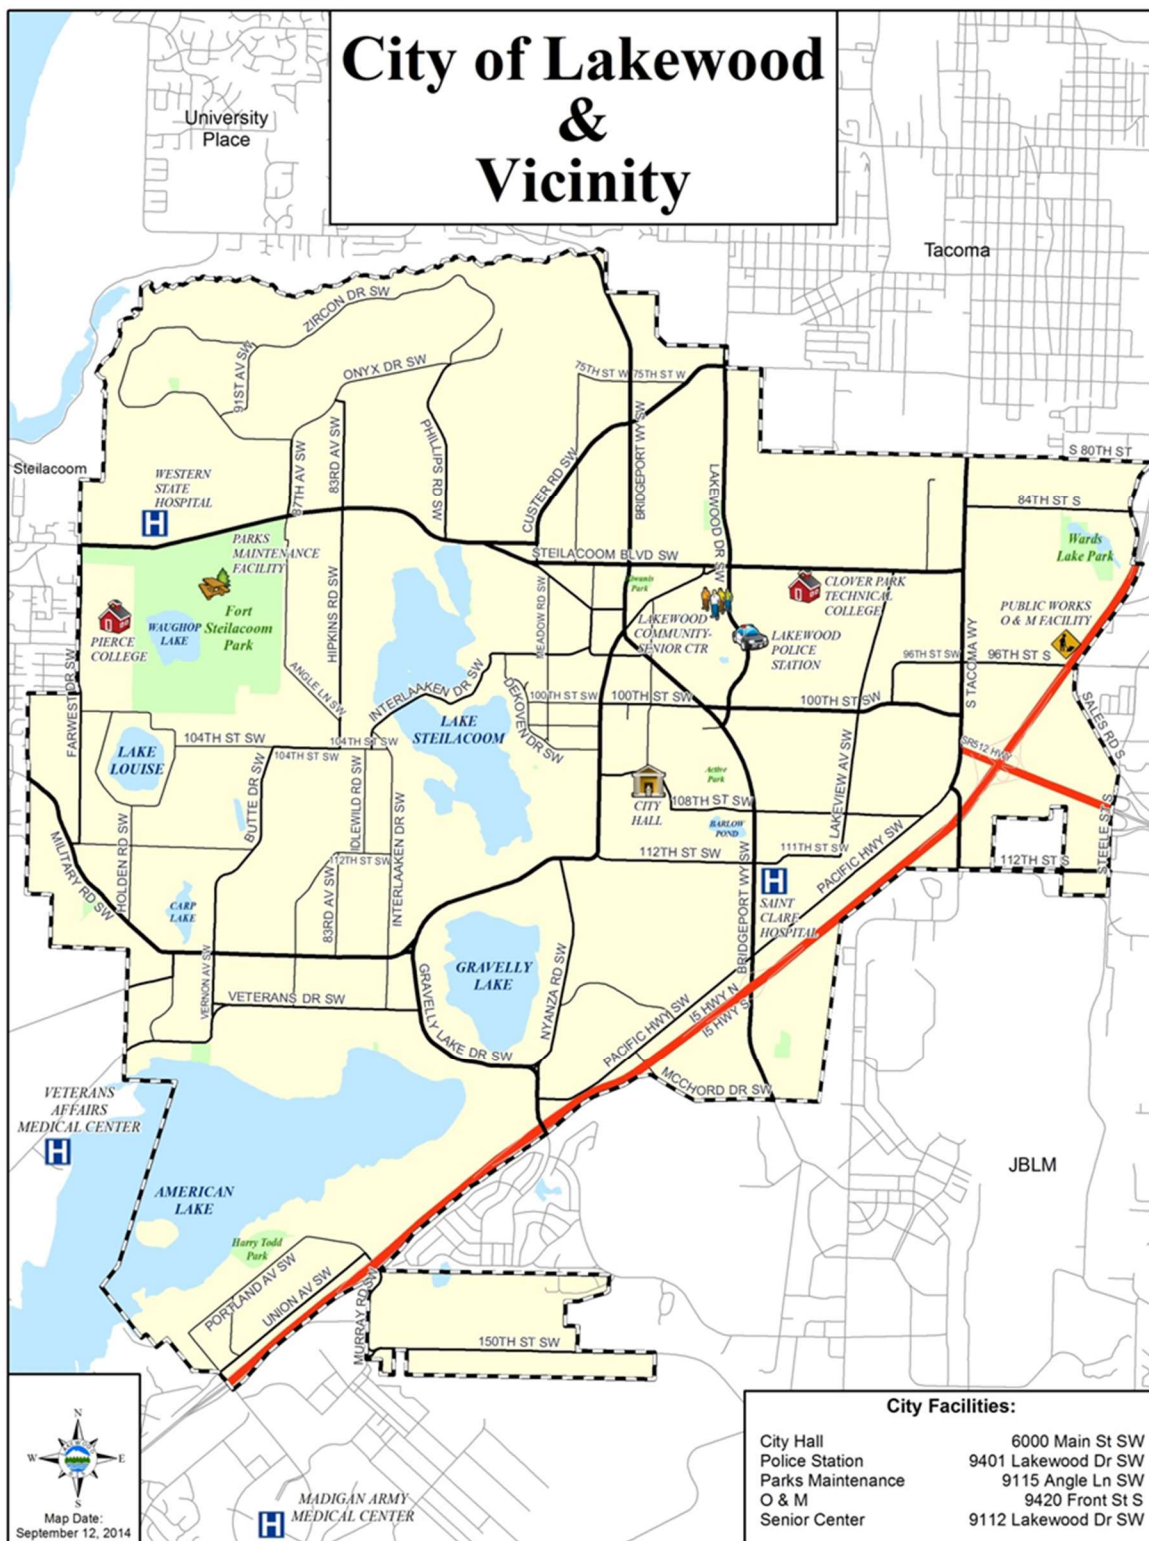 City of Lakewood
&
Vicinity
University
Place
Tacoma
ZIRCON DR SW
91ST AV SW
ONYX DR SW
75TH ST W
75TH ST W
Steilacoom
WESTERN
STATE
HOSPITAL
H
87TH AV SW
83RD AV SW
PHILLIPS RD SW
CUSTER RD SW
BRIDGEPORT WY SW
LAKEWOOD DR SW
S 80TH ST
84TH ST S
Wards
Lake Park
PARKS
MAINTENANCE
FACILITY
STEILACOOM BLVD SW
CLOVER PARK
TECHNICAL
COLLEGE
PUBLIC WORKS
O & M FACILITY
Fort
Steilacoom
Park
WAUGHOP
LAKE
PIERCE
COLLEGE
HIPKINS RD SW
MEADOW RD SW
Park
LAKEWOOD
COMMUNITY-
SENIOR CTR
LAKEWOOD
POLICE
STATION
S TACOMA WY
96TH ST SW
96TH ST S
FARWEST DR SW
ANGLE LN SW
INTERLAAKEN DR SW
DEKOVEN DR SW
100TH ST SW
100TH ST SW
100TH ST SW
SALES RD S
LAKE
STEILACOOM
LAKE
LOUISE
104TH ST SW
104TH ST SW
104TH ST SW
SR512 HWY
BUTTE DR SW
IDLEWILD RD SW
INTERLAAKEN DR SW
Active
Park
CITY
HALL
108TH ST SW
BARLOW
POND
LAKEVIEW AV SW
STEELE ST S
MILITARY RD SW
HOLDEN RD SW
112TH ST SW
112TH ST SW
111TH ST SW
PACIFIC HWY SW
112TH ST S
83RD AV SW
CARP
LAKE
H
SAINT
CLARE
HOSPITAL
BRIDGEPORT WY SW
VERNON AV SW
VETERANS DR SW
GRAVELLY
LAKE
GRAVELLY LAKE DR SW
NYANZA RD SW
PACIFIC HWY SW
I5 HWY N
I5 HWY S
MCCHORD DR SW
VETERANS
AFFAIRS
MEDICAL CENTER
H
AMERICAN
LAKE
JBLM
Harry Todd
Park
PORTLAND AV SW
UNION AV SW
MURRAY RD SW
150TH ST SW
N
W
E
S
LAKEWOOD
Map Date:
September 12, 2014
H
MADIGAN ARMY
MEDICAL CENTER
City Facilities:
City Hall 6000 Main St SW
Police Station 9401 Lakewood Dr SW
Parks Maintenance 9115 Angle Ln SW
O & M 9420 Front St S
Senior Center 9112 Lakewood Dr SW